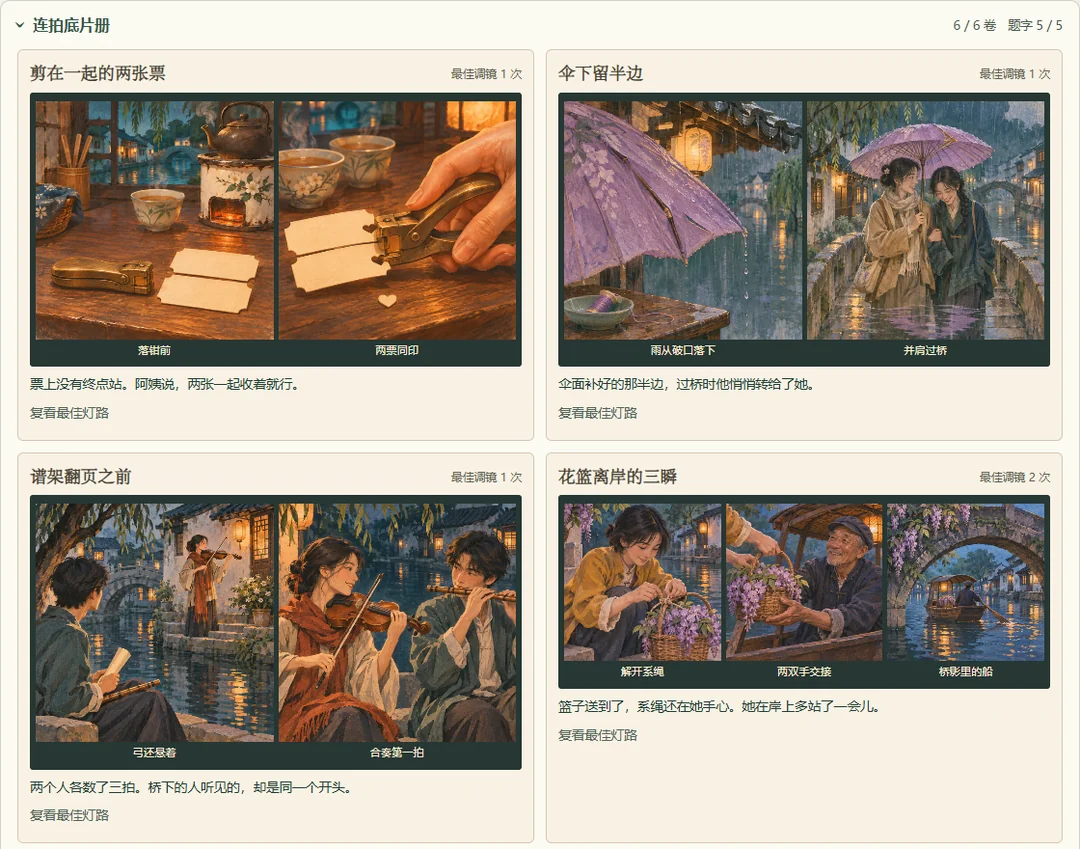 连拍底片册
6 / 6 卷 题字 5 / 5
剪在一起的两张票
最佳调镜 1 次
落钳前
两票同印
票上没有终点站。阿姨说，两张一起收着就行。
复看最佳灯路
伞下留半边
最佳调镜 1 次
雨从破口落下
并肩过桥
伞面补好的那半边，过桥时他悄悄转给了她。
复看最佳灯路
谱架翻页之前
最佳调镜 1 次
弓还悬着
合奏第一拍
两个人各数了三拍。桥下的人听见的，却是同一个开头。
复看最佳灯路
花篮离岸的三瞬
最佳调镜 2 次
解开系绳
两双手交接
桥影里的船
篮子送到了，系绳还在她手心。她在岸上多站了一会儿。
复看最佳灯路